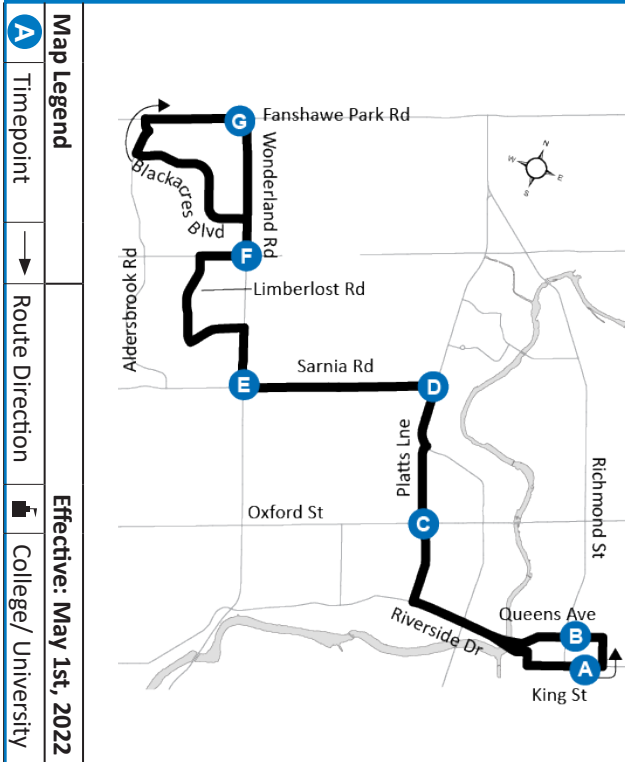 Map Legend
Effective: May 1st, 2022
A
Timepoint
Route Direction
College/ University
G
Fanshawe Park Rd
Wonderland Rd
Blackacres Blvd
F
Aldersbrook Rd
Limberlost Rd
N
W
E
S
E
Sarnia Rd
D
Platts Lne
Richmond St
Oxford St
C
Riverside Dr
Queens Ave
B
A
King St